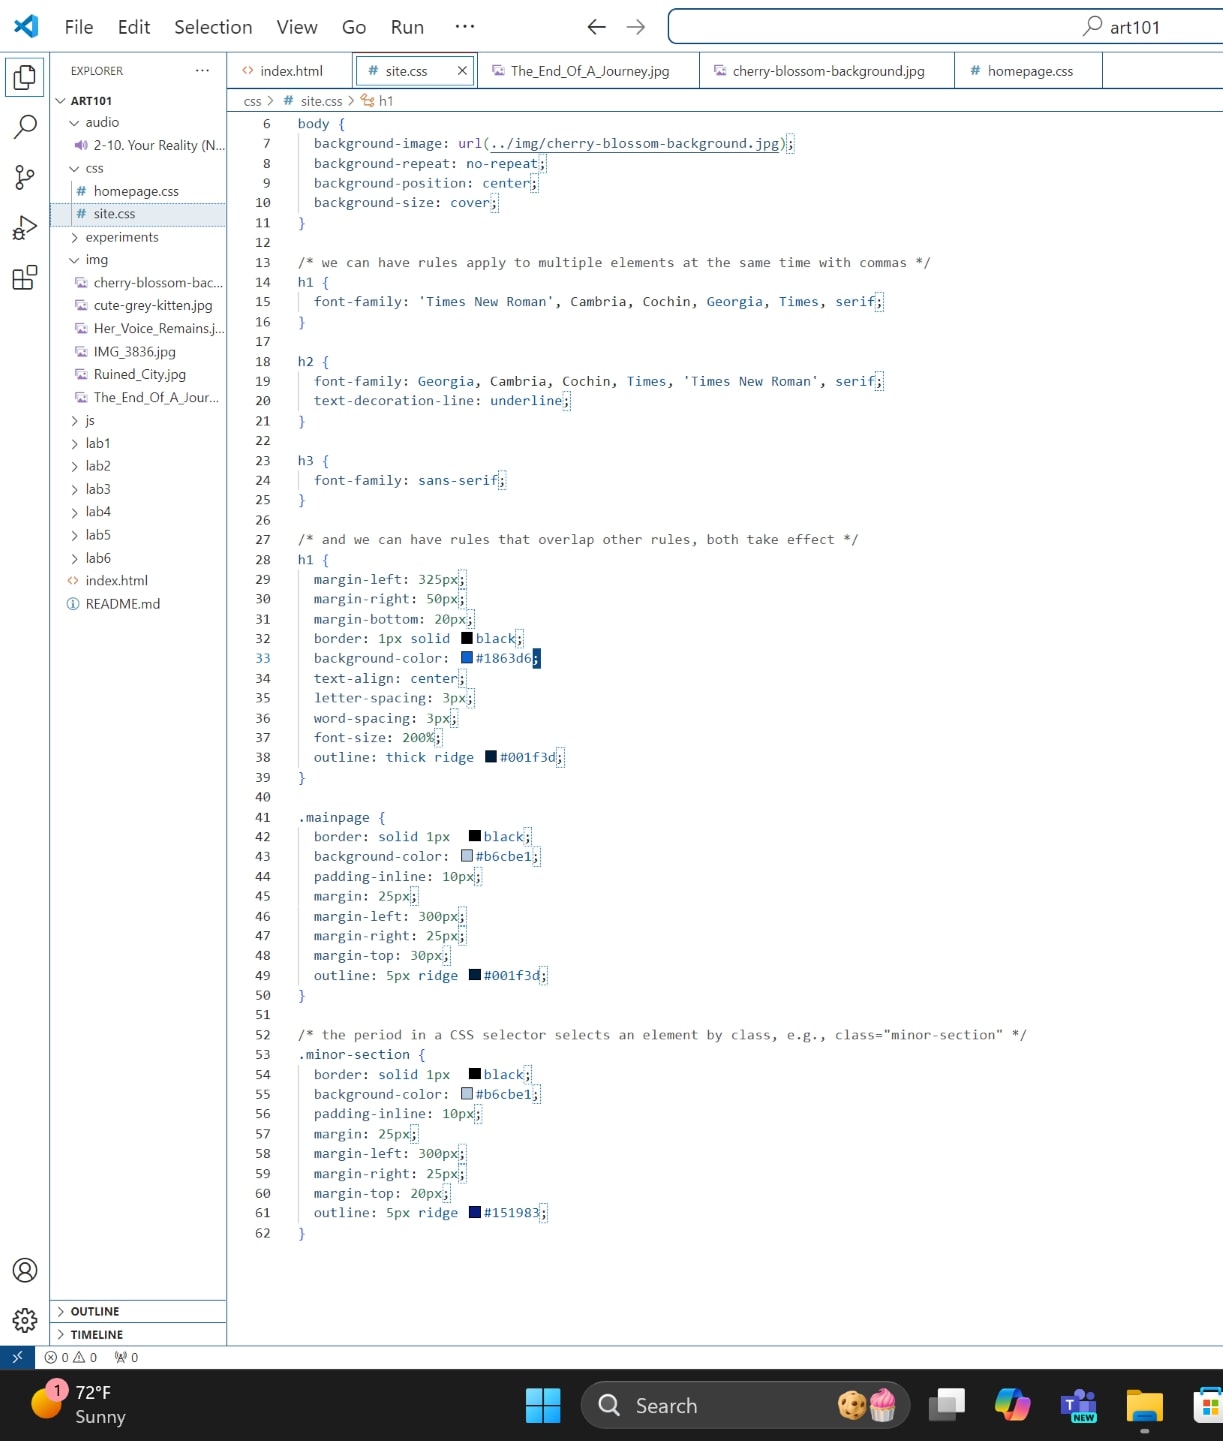 File Edit Selection View Go Run ···
art101
EXPLORER ···
ART101
audio
2-10. Your Reality (N...
css
homepage.css
site.css
experiments
img
cherry-blossom-bac...
cute-grey-kitten.jpg
Her_Voice_Remains.j...
IMG_3836.jpg
Ruined_City.jpg
The_End_Of_A_Jour...
js
lab1
lab2
lab3
lab4
lab5
lab6
index.html
README.md
OUTLINE
TIMELINE
index.html # site.css The_End_Of_A_Journey.jpg cherry-blossom-background.jpg # homepage.css
css > # site.css > h1
6 body {
7 background-image: url(../img/cherry-blossom-background.jpg);
8 background-repeat: no-repeat;
9 background-position: center;
10 background-size: cover;
11 }
12
13 /* we can have rules apply to multiple elements at the same time with commas */
14 h1 {
15 font-family: 'Times New Roman', Cambria, Cochin, Georgia, Times, serif;
16 }
17
18 h2 {
19 font-family: Georgia, Cambria, Cochin, Times, 'Times New Roman', serif;
20 text-decoration-line: underline;
21 }
22
23 h3 {
24 font-family: sans-serif;
25 }
26
27 /* and we can have rules that overlap other rules, both take effect */
28 h1 {
29 margin-left: 325px;
30 margin-right: 50px;
31 margin-bottom: 20px;
32 border: 1px solid black;
33 background-color: #1863d6;
34 text-align: center;
35 letter-spacing: 3px;
36 word-spacing: 3px;
37 font-size: 200%;
38 outline: thick ridge #001f3d;
39 }
40
41 .mainpage {
42 border: solid 1px black;
43 background-color: #b6cbe1;
44 padding-inline: 10px;
45 margin: 25px;
46 margin-left: 300px;
47 margin-right: 25px;
48 margin-top: 30px;
49 outline: 5px ridge #001f3d;
50 }
51
52 /* the period in a CSS selector selects an element by class, e.g., class="minor-section" */
53 .minor-section {
54 border: solid 1px black;
55 background-color: #b6cbe1;
56 padding-inline: 10px;
57 margin: 25px;
58 margin-left: 300px;
59 margin-right: 25px;
60 margin-top: 20px;
61 outline: 5px ridge #151983;
62 }
0 0 0
1
72°F
Sunny
Search
T
NEW